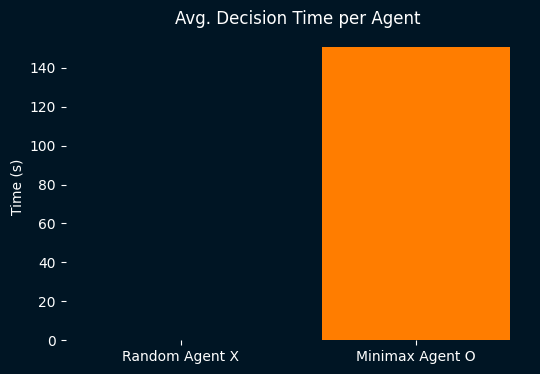 Avg. Decision Time per Agent
Time (s)
140
120
100
80
60
40
20
0
Random Agent X
Minimax Agent O